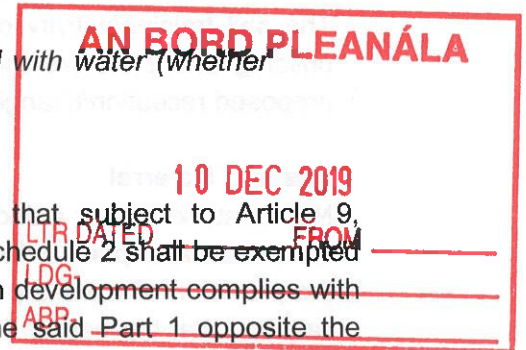 AN BORD PLEANÁLA
with water (whether
10 DEC 2019
that subject to Article 9,
LTR DATED FROM
chedule 2 shall be exempted
LDG-
development complies with
ABP-
said Part 1 opposite the